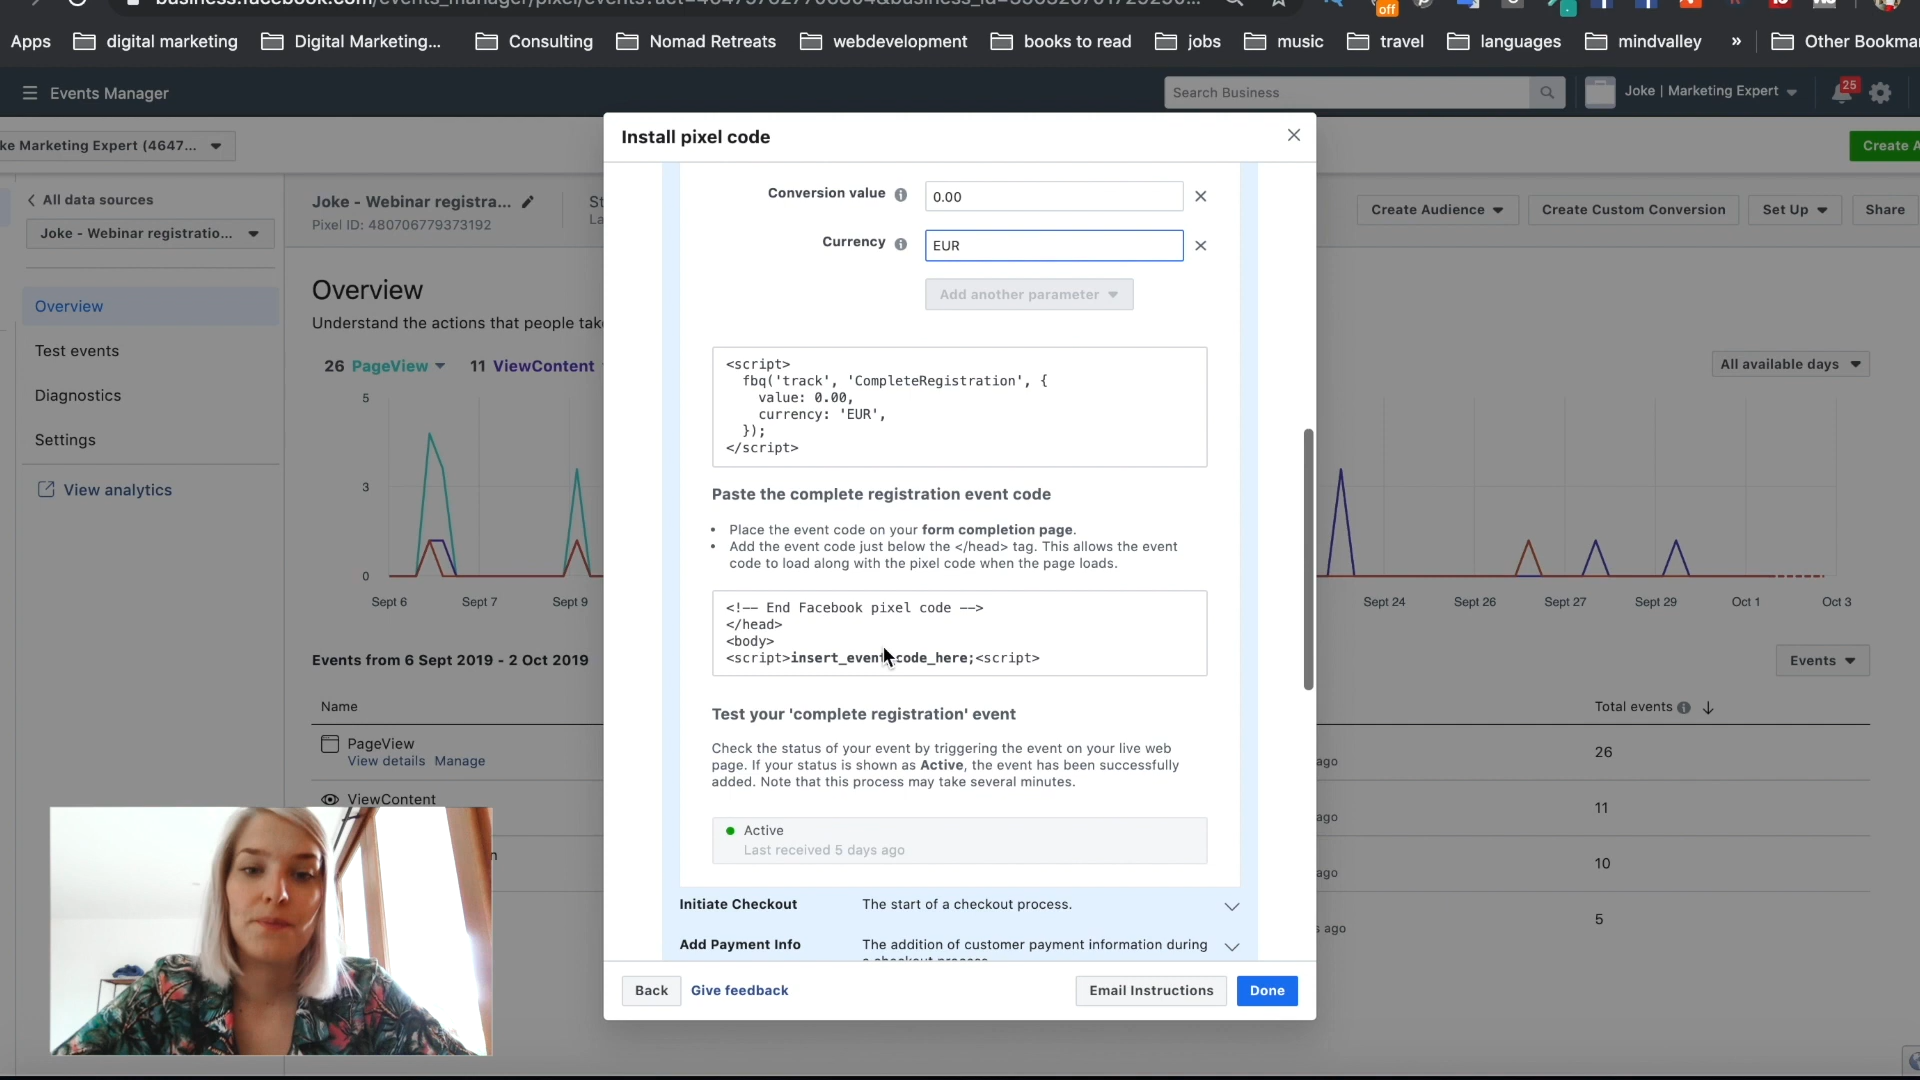 Apps digital marketing Digital Marketing... Consulting Nomad Retreats webdevelopment books to read jobs music travel languages mindvalley » Other Bookma
off
Events Manager
Search Business
Joke | Marketing Expert
25
ke Marketing Expert (4647...
Create A
All data sources
Joke - Webinar registratio...
Overview
Test events
Diagnostics
Settings
View analytics
Joke - Webinar registra...
Pixel ID: 480706779373192
St
La
Create Audience
Create Custom Conversion
Set Up
Share
Overview
Understand the actions that people tak
26 PageView 11 ViewContent
All available days
5
3
0
Sept 6 Sept 7 Sept 9 Sept 24 Sept 26 Sept 27 Sept 29 Oct 1 Oct 3
Events from 6 Sept 2019 - 2 Oct 2019
Events
Name
Total events
PageView
View details Manage
ago
26
ViewContent
ago
11
n
ago
10
s ago
5
Install pixel code
Conversion value 0.00
Currency EUR
Add another parameter
<script>
fbq('track', 'CompleteRegistration', {
value: 0.00,
currency: 'EUR',
});
</script>
Paste the complete registration event code
• Place the event code on your form completion page.
• Add the event code just below the </head> tag. This allows the event
code to load along with the pixel code when the page loads.
<!-- End Facebook pixel code -->
</head>
<body>
<script>insert_event_code_here;<script>
Test your 'complete registration' event
Check the status of your event by triggering the event on your live web
page. If your status is shown as Active, the event has been successfully
added. Note that this process may take several minutes.
Active
Last received 5 days ago
Initiate Checkout The start of a checkout process.
Add Payment Info The addition of customer payment information during
a checkout process.
Back
Give feedback
Email Instructions
Done